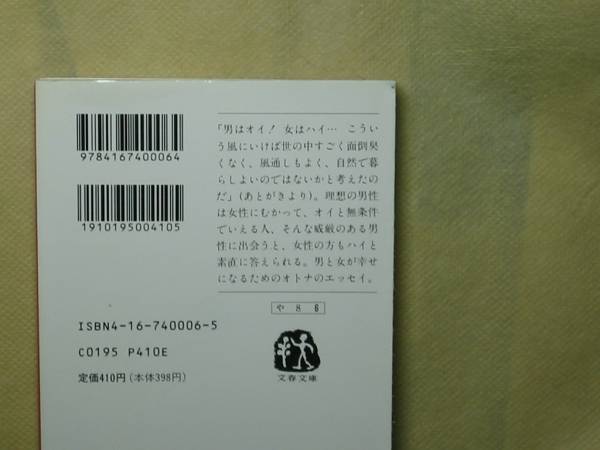 9784167400064
1910195004105
「男はオイ! 女はハイ… こうい
う風にいけば世の中すごく面倒臭
くなく、風通しもよく、自然で暮
らしよいのではないかと考えたの
だ」(あとがきより)。理想の男性
は女性にむかって、オイと無条件
でいえる人、そんな威厳のある男
性に出会うと、女性の方もハイと
素直に答えられる。男と女が幸せ
になるためのオトナのエッセイ。
や 8 6
ISBN4-16-740006-5
C0195 P410E
定価410円(本体398円)
文春文庫